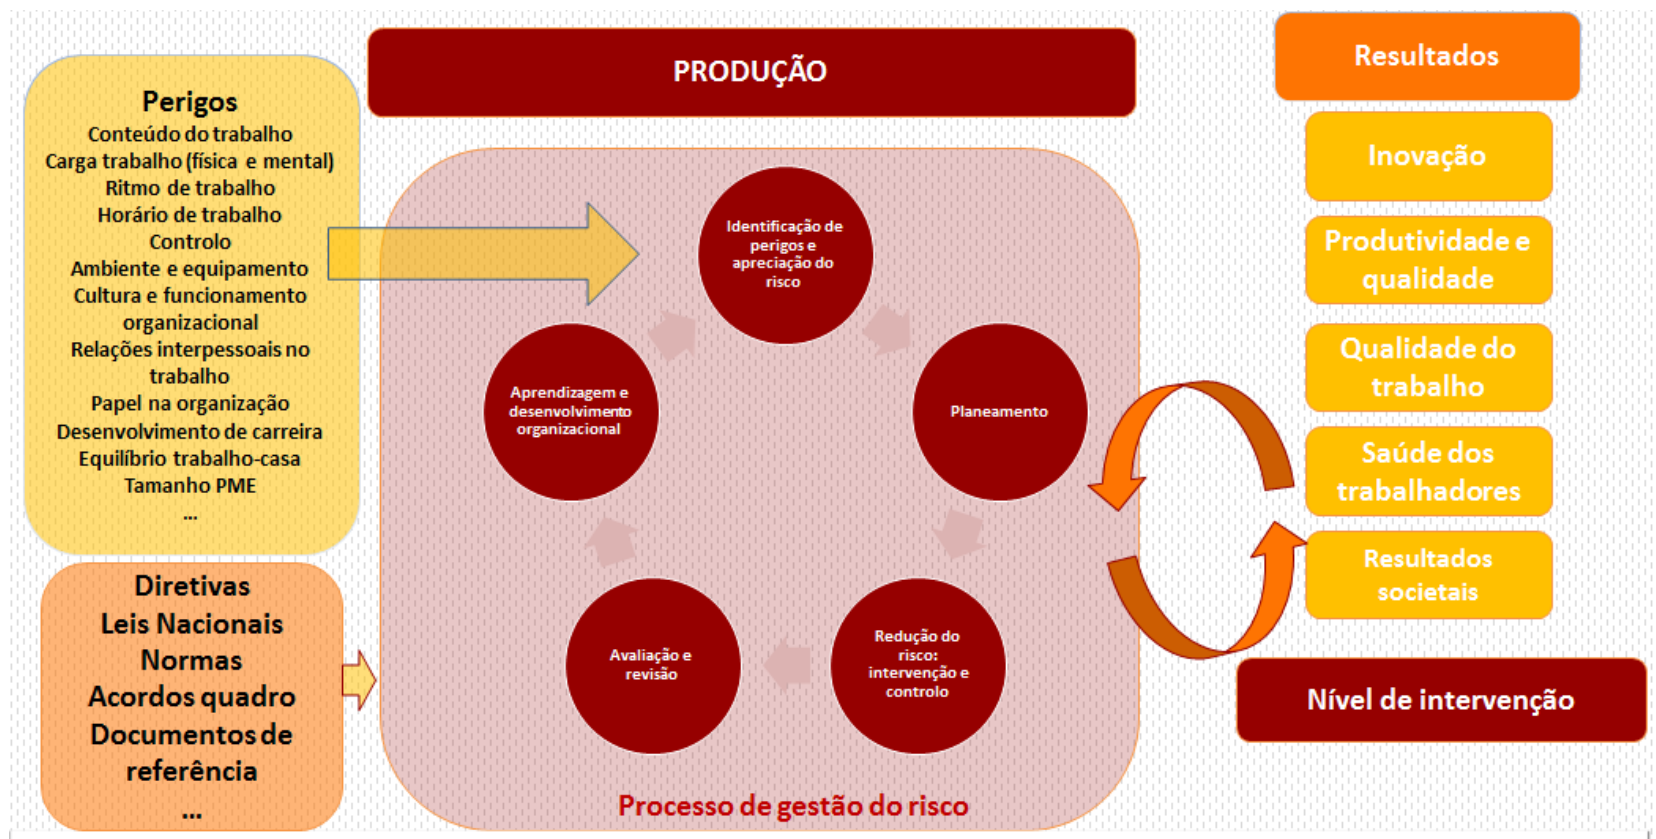 Perigos
Conteúdo do trabalho
Carga trabalho (física e mental)
Ritmo de trabalho
Horário de trabalho
Controlo
Ambiente e equipamento
Cultura e funcionamento
organizacional
Relações interpessoais no
trabalho
Papel na organização
Desenvolvimento de carreira
Equilíbrio trabalho-casa
Tamanho PME
...
Diretivas
Leis Nacionais
Normas
Acordos quadro
Documentos de
referência
...
PRODUÇÃO
Identificação de
perigos e
apreciação do
risco
Planeamento
Redução do
risco:
intervenção e
controlo
Avaliação e
revisão
Aprendizagem e
desenvolvimento
organizacional
Processo de gestão do risco
Resultados
Inovação
Produtividade e
qualidade
Qualidade do
trabalho
Saúde dos
trabalhadores
Resultados
societais
Nível de intervenção